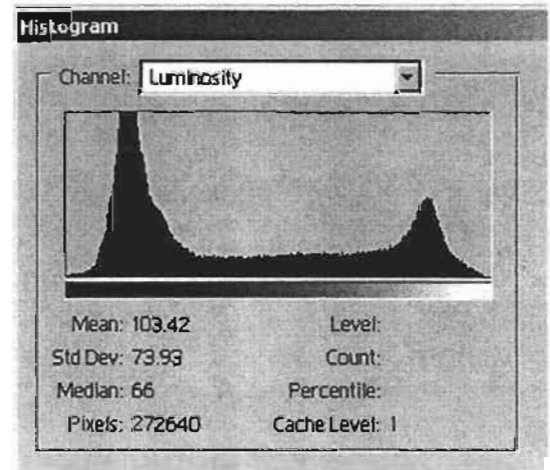 Histogram
Channel: Luminosity
Mean: 103.42
Std Dev: 73.93
Median: 66
Pixels: 272640
Level:
Count:
Percentile:
Cache Level: 1